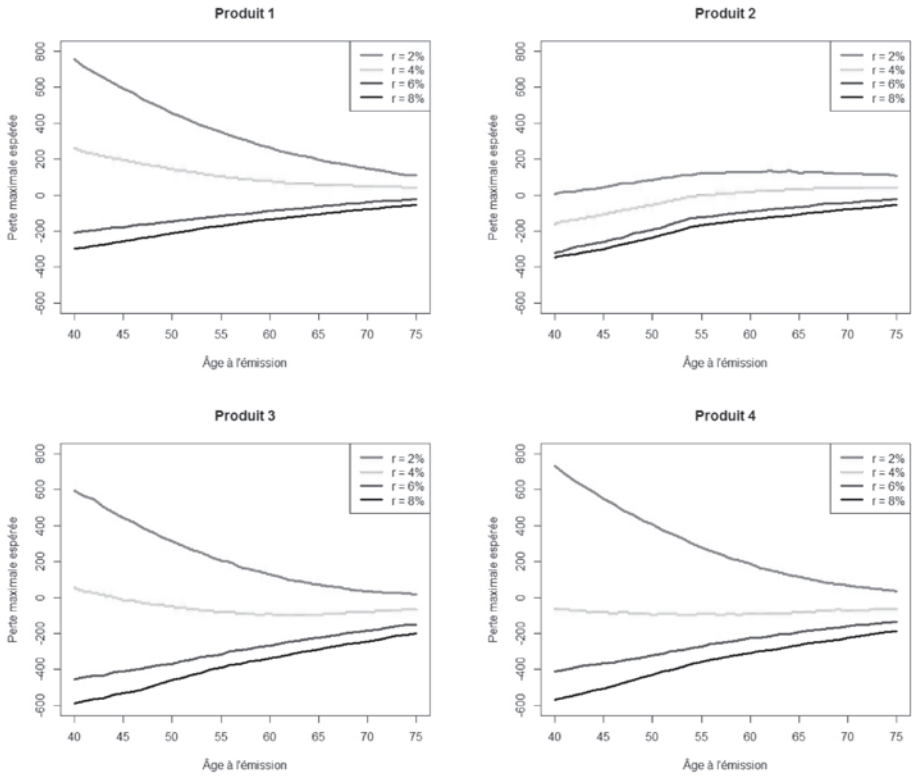 Produit 1
Perte maximale espérée
800
600
400
200
0
-200
-400
-600
r = 2%
r = 4%
r = 6%
r = 8%
40 45 50 55 60 65 70 75
Âge à l'émission
Produit 2
Perte maximale espérée
800
600
400
200
0
-200
-400
-600
r = 2%
r = 4%
r = 6%
r = 8%
40 45 50 55 60 65 70 75
Âge à l'émission
Produit 3
Perte maximale espérée
800
600
400
200
0
-200
-400
-600
r = 2%
r = 4%
r = 6%
r = 8%
40 45 50 55 60 65 70 75
Âge à l'émission
Produit 4
Perte maximale espérée
800
600
400
200
0
-200
-400
-600
r = 2%
r = 4%
r = 6%
r = 8%
40 45 50 55 60 65 70 75
Âge à l'émission